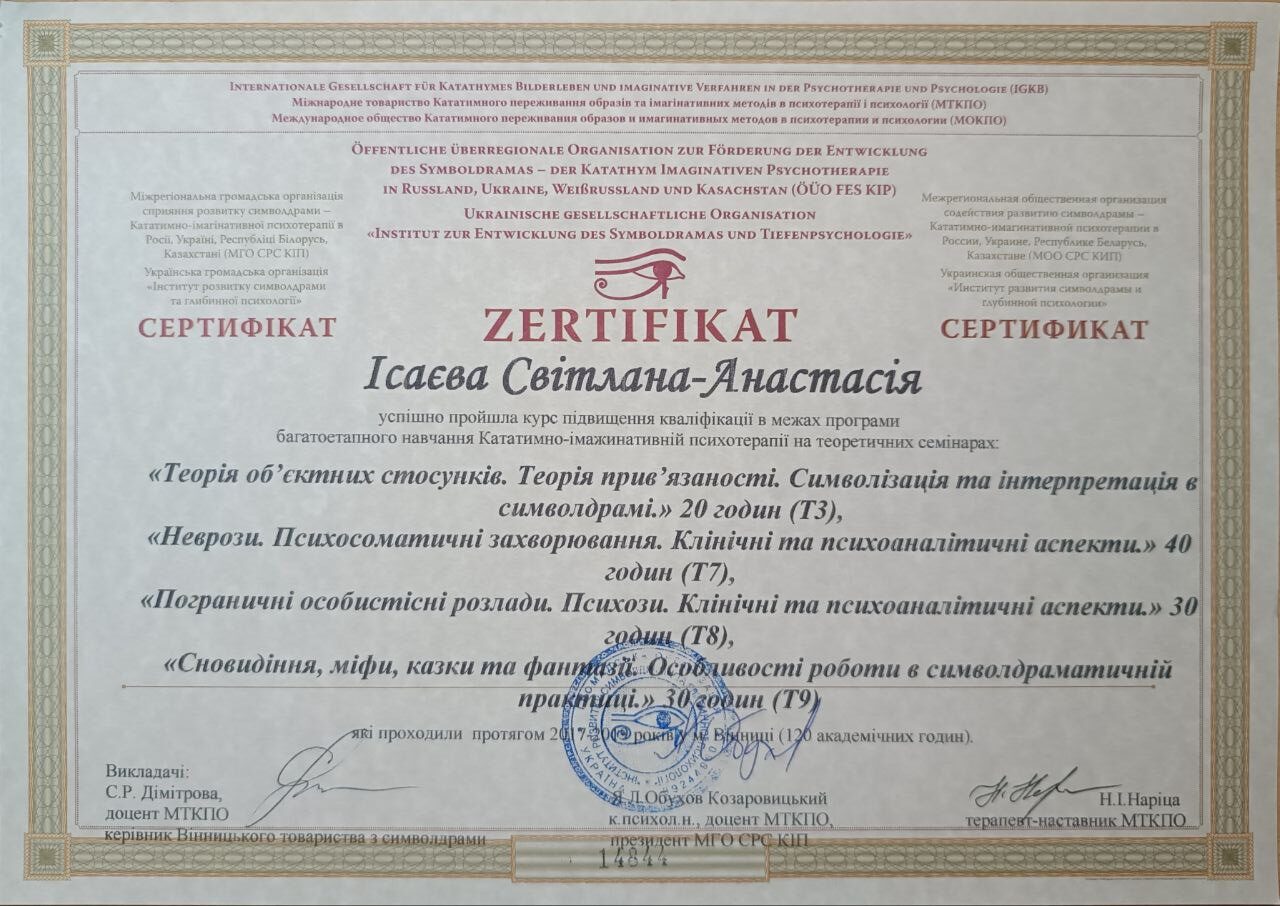 INTERNATIONALE GESELLSCHAFT FÜR KATATHYMES BILDERLEBEN UND IMAGINATIVE VERFAHREN IN DER PSYCHOTHERAPIE UND PSYCHOLOGIE (IGKB)
Міжнародне товариство Кататимного переживання образів та імагінативних методів в психотерапії і психології (МТКПО)
Международное общество Кататимного переживания образов и имагинативных методов в психотерапии и психологии (МОКПО)
ÖFFENTLICHE ÜBERREGIONALE ORGANISATION ZUR FÖRDERUNG DER ENTWICKLUNG
DES SYMBOLDRAMAS – DER KATATHYM IMAGINATIVEN PSYCHOTHERAPIE
IN RUSSLAND, UKRAINE, WEIßRUSSLAND UND KASACHSTAN (ÖÜO FES KIP)
UKRAINISCHE GESELLSCHAFTLICHE ORGANISATION
«INSTITUT ZUR ENTWICKLUNG DES SYMBOLDRAMAS UND TIEFENPSYCHOLOGIE»
Міжрегіональна громадська організація
сприяння розвитку символдрами –
Кататимно-імагінативної психотерапії в
Росії, Україні, Республіці Білорусь,
Казахстані (МГО СРС КІП)
Українська громадська організація
«Інститут розвитку символдрами
та глибинної психології»
СЕРТИФІКАТ
Межрегиональная общественная организация
содействия развитию символдрамы –
Кататимно-имагинативной психотерапии в
России, Украине, Республике Беларусь,
Казахстане (МОО СРС КИП)
Украинская общественная организация
«Институт развития символдрамы и
глубинной психологии»
СЕРТИФИКАТ
ZERTIFIKAT
Ісаєва Світлана-Анастасія
успішно пройшла курс підвищення кваліфікації в межах програми
багатоетапного навчання Кататимно-імажинативній психотерапії на теоретичних семінарах:
«Теорія об’єктних стосунків. Теорія прив’язаності. Символізація та інтерпретація в
символдрамі.» 20 годин (Т3),
«Неврози. Психосоматичні захворювання. Клінічні та психоаналітичні аспекти.» 40
годин (Т7),
«Пограничні особистісні розлади. Психози. Клінічні та психоаналітичні аспекти.» 30
годин (Т8),
«Сновидіння, міфи, казки та фантазії. Особливості роботи в символдраматичній
практиці.» 30 годин (Т9)
які проходили протягом років у м. Вінниці (120 академічних годин).
Викладачі:
С.Р. Дімітрова,
доцент МТКПО
керівник Вінницького товариства з символдрами
Я.Л.Обухов Козаровицький
к.психол.н., доцент МТКПО,
президент МГО СРС КІП
Н.І.Наріца
терапевт-наставник МТКПО
14844